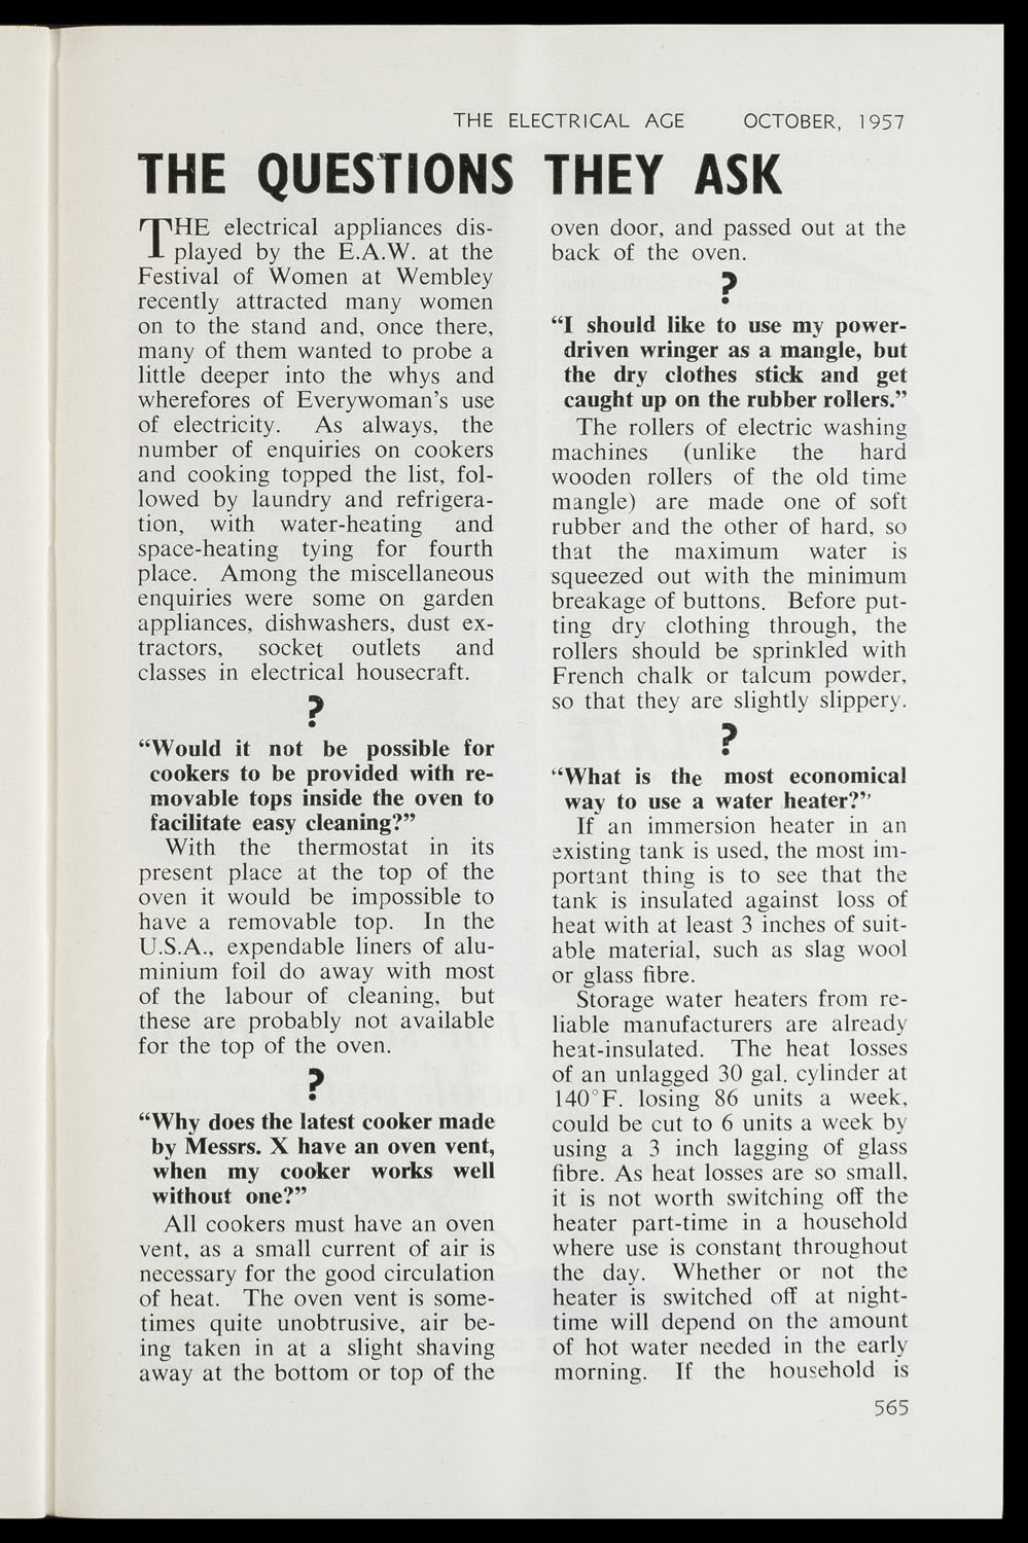 THE ELECTRICAL AGE OCTOBER, 1957
THE QUESTIONS THEY ASK
THE electrical appliances dis-
played by the E.A.W. at the
Festival of Women at Wembley
recently attracted many women
on to the stand and, once there,
many of them wanted to probe a
little deeper into the whys and
wherefores of Everywoman's use
of electricity. As always, the
number of enquiries on cookers
and cooking topped the list, fol-
lowed by laundry and refrigera-
tion, with water-heating and
space-heating tying for fourth
place. Among the miscellaneous
enquiries were some on garden
appliances, dishwashers, dust ex-
tractors, socket outlets and
classes in electrical housecraft.
?
“Would it not be possible for
cookers to be provided with re-
movable tops inside the oven to
facilitate easy cleaning?”
With the thermostat in its
present place at the top of the
oven it would be impossible to
have a removable top. In the
U.S.A., expendable liners of alu-
minium foil do away with most
of the labour of cleaning, but
these are probably not available
for the top of the oven.
?
“Why does the latest cooker made
by Messrs. X have an oven vent,
when my cooker works well
without one?”
All cookers must have an oven
vent, as a small current of air is
necessary for the good circulation
of heat. The oven vent is some-
times quite unobtrusive, air be-
ing taken in at a slight shaving
away at the bottom or top of the
oven door, and passed out at the
back of the oven.
?
“I should like to use my power-
driven wringer as a mangle, but
the dry clothes stick and get
caught up on the rubber rollers.”
The rollers of electric washing
machines (unlike the hard
wooden rollers of the old time
mangle) are made one of soft
rubber and the other of hard, so
that the maximum water is
squeezed out with the minimum
breakage of buttons. Before put-
ting dry clothing through, the
rollers should be sprinkled with
French chalk or talcum powder,
so that they are slightly slippery.
?
“What is the most economical
way to use a water heater?”
If an immersion heater in an
existing tank is used, the most im-
portant thing is to see that the
tank is insulated against loss of
heat with at least 3 inches of suit-
able material, such as slag wool
or glass fibre.
Storage water heaters from re-
liable manufacturers are already
heat-insulated. The heat losses
of an unlagged 30 gal. cylinder at
140°F. losing 86 units a week,
could be cut to 6 units a week by
using a 3 inch lagging of glass
fibre. As heat losses are so small,
it is not worth switching off the
heater part-time in a household
where use is constant throughout
the day. Whether or not the
heater is switched off at night-
time will depend on the amount
of hot water needed in the early
morning. If the household is
565